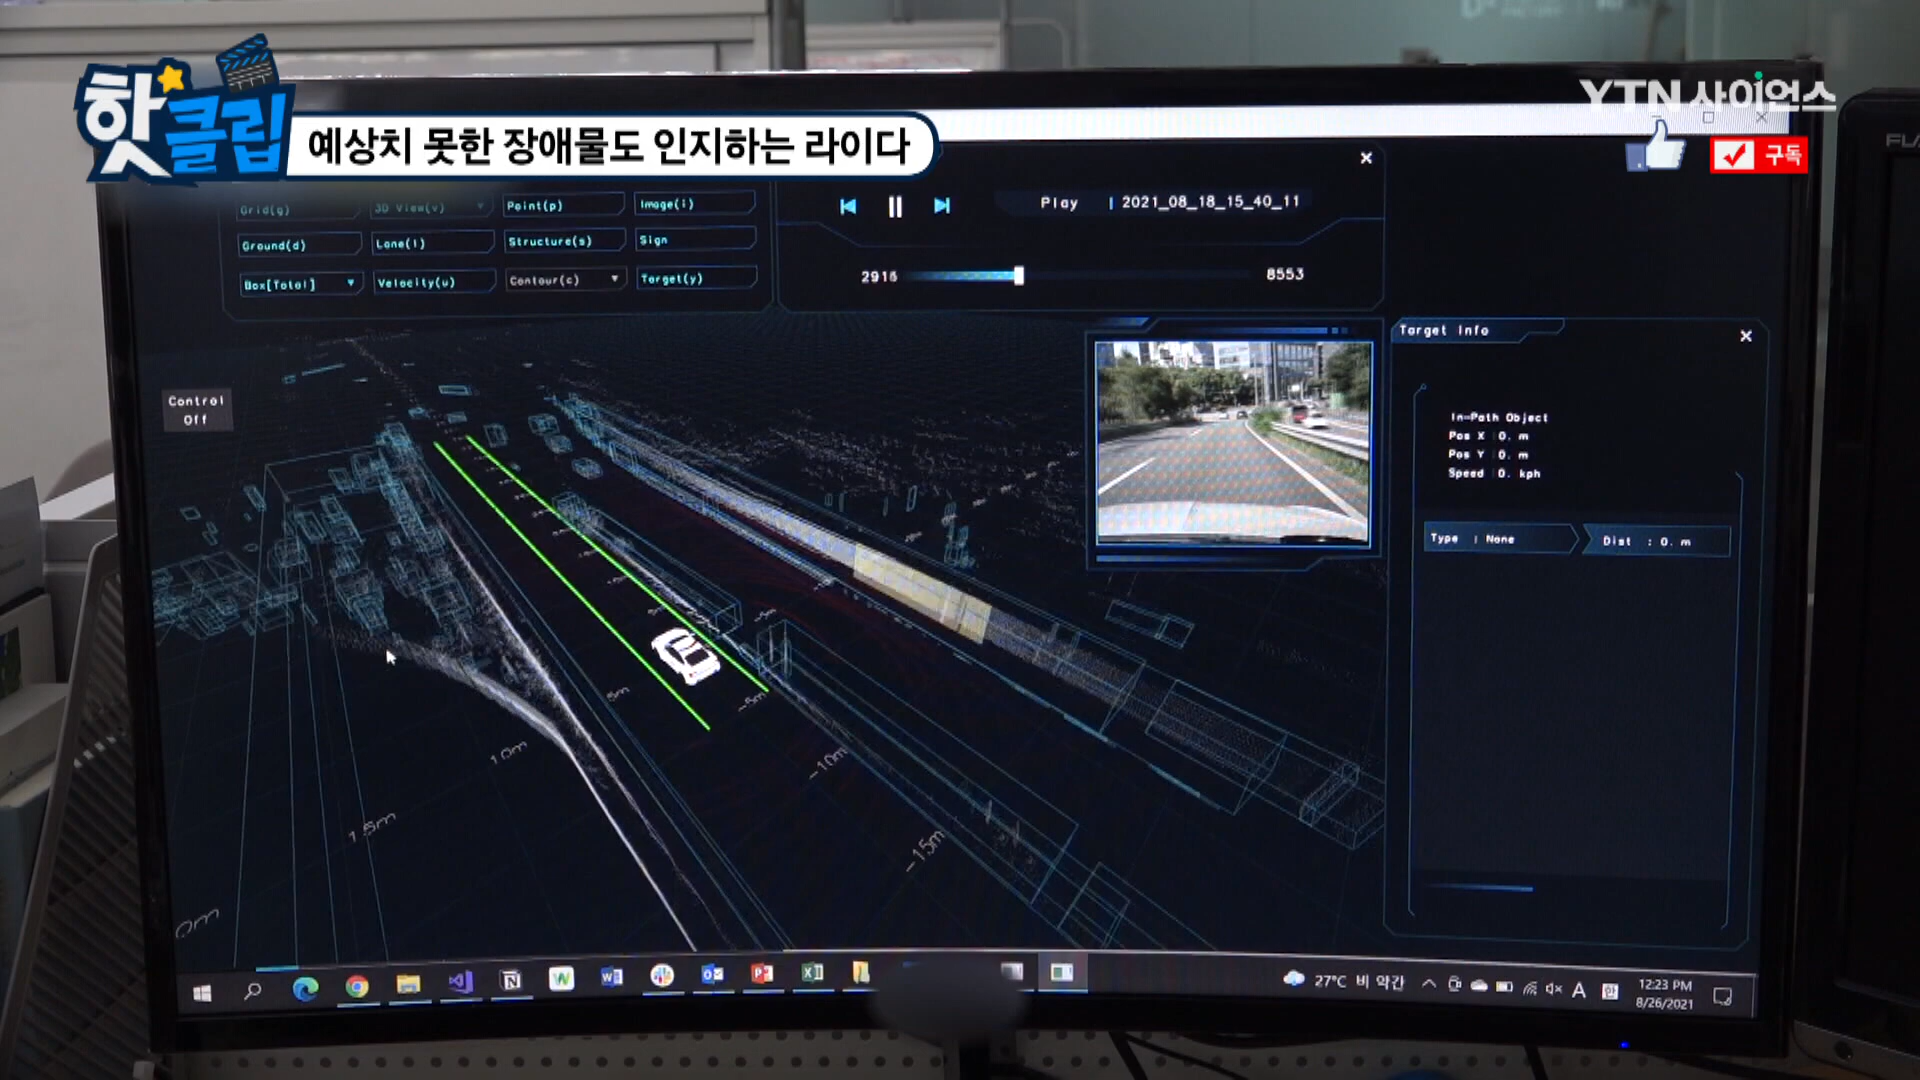 핫클립
예상치 못한 장애물도 인지하는 라이다
YTN 사이언스
구독
Grid(g)
3D View(v)
Point(p)
Image(i)
Ground(d)
Lane(l)
Structure(s)
Sign
Box[Total]
Velocity(u)
Contour(c)
Target(y)
Play | 2021_08_18_15_40_11
2916
8553
Control
Off
Target Info
In-Path Object
Pos X 0. m
Pos Y 0. m
Speed 0. kph
Type : None
Dist : 0. m
5m
-5m
10m
-10m
15m
-15m
27°C 비 약간
A
12:23 PM
8/26/2021